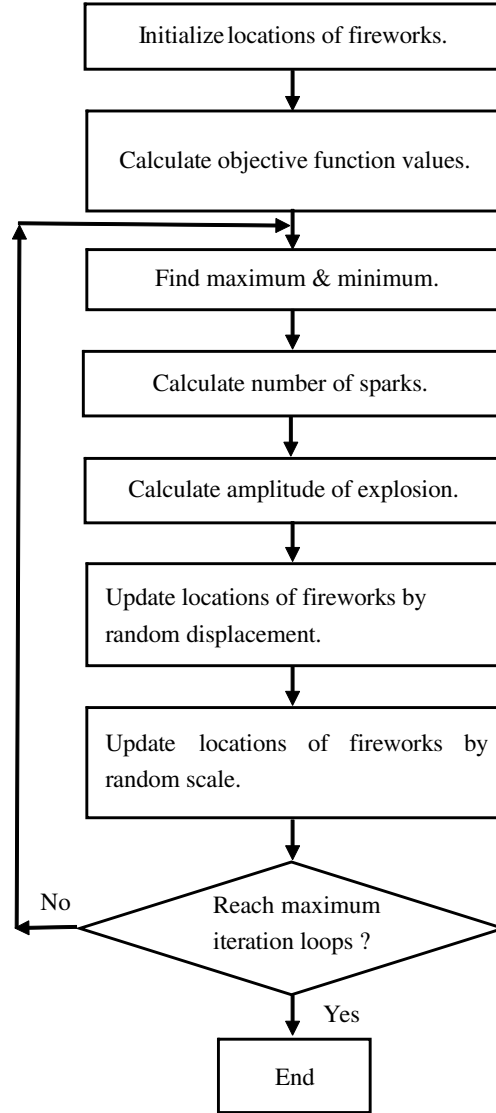 Initialize locations of fireworks.
Calculate objective function values.
Find maximum & minimum.
Calculate number of sparks.
Calculate amplitude of explosion.
Update locations of fireworks by
random displacement.
Update locations of fireworks by
random scale.
Reach maximum
iteration loops ?
No
Yes
End